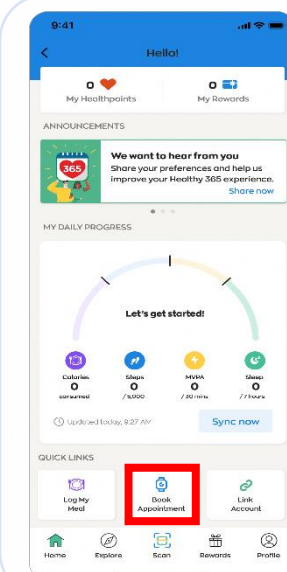 9:41
Hello!
0
0
My Healthpoints
My Rewards
ANNOUNCEMENTS
365
We want to hear from you
Share your preferences and help us
improve your Healthy 365 experience.
Share now
MY DAILY PROGRESS
Let's get started!
Calories
Steps
MVPA
Sleep
0
0
0
0
consumed
/ 5,000
/ 30 mins
/ 7 hours
Updated today, 9:27 AM
Sync now
QUICK LINKS
Log My
Meal
Book
Appointment
Link
Account
Home
Explore
Scan
Rewards
Profile